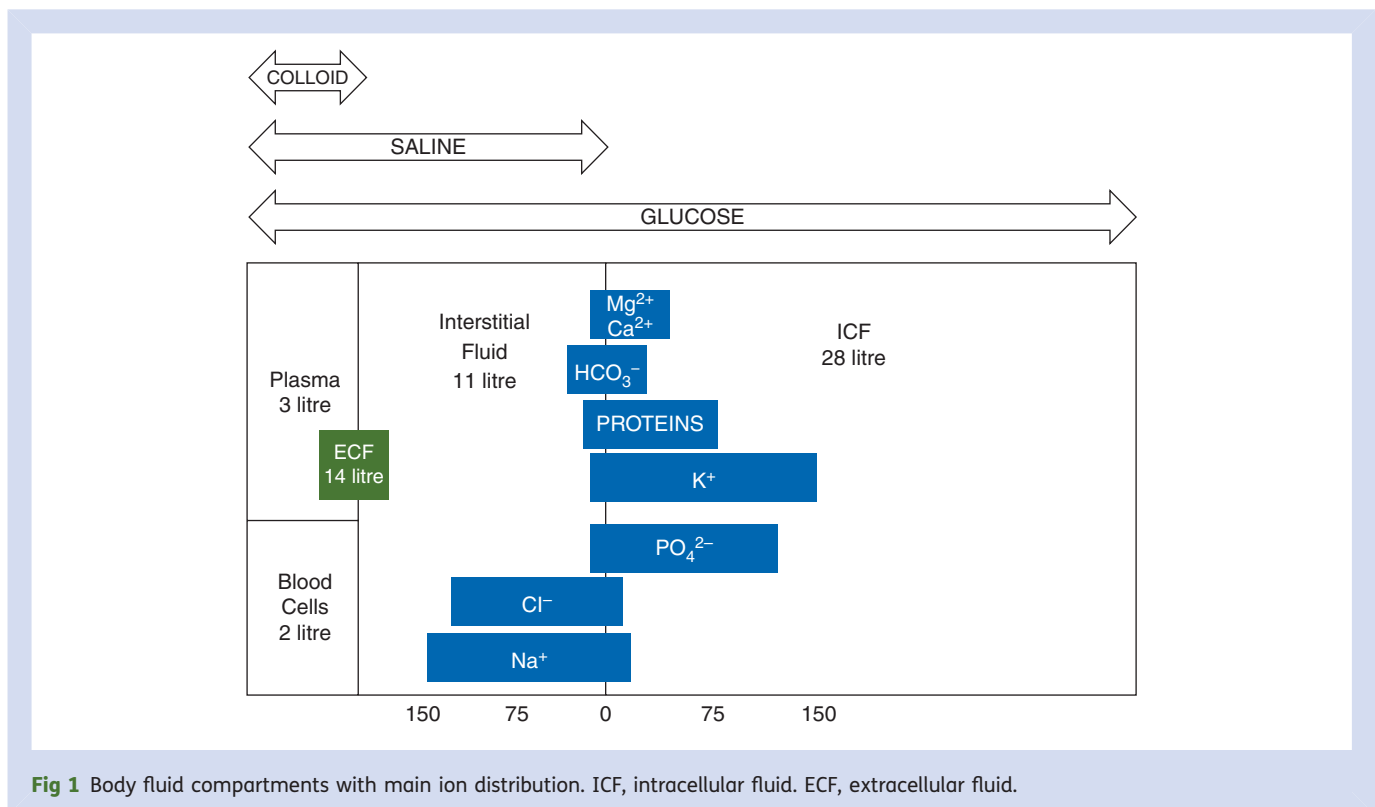 COLLOID
SALINE
GLUCOSE
Plasma
3 litre
ECF
14 litre
Blood
Cells
2 litre
Interstitial
Fluid
11 litre
Mg²⁺
Ca²⁺
HCO₃⁻
PROTEINS
K⁺
PO₄²⁻
Cl⁻
Na⁺
ICF
28 litre
150 75 0 75 150
Fig 1 Body fluid compartments with main ion distribution. ICF, intracellular fluid. ECF, extracellular fluid.